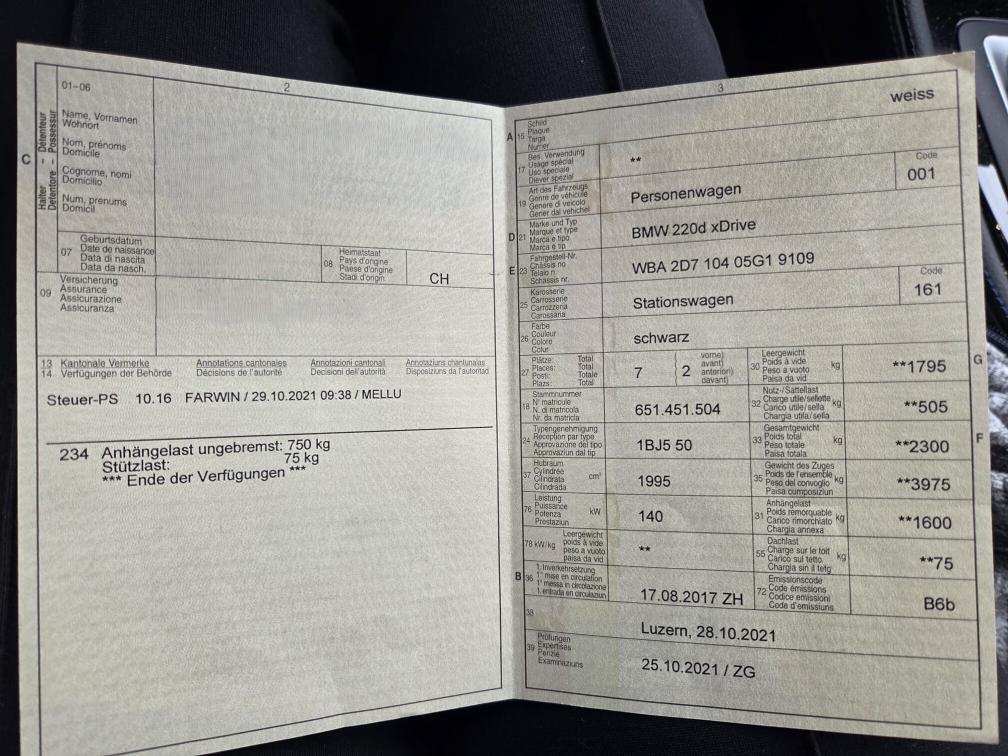 2
01–06
C
Halter – Détenteur
Detentore – Possessur
Name, Vornamen
Wohnort
Nom, prénoms
Domicile
Cognome, nomi
Domicilio
Num, prenums
Domicil
07
Geburtsdatum
Date de naissance
Data di nascita
Data da nasch.
08
Heimatstaat
Pays d'origine
Paese d'origine
Stadi d'origin
CH
09
Versicherung
Assurance
Assicurazione
Assicuranza
13 Kantonale Vermerke Annotations cantonales Annotazioni cantonali Annotaziuns chantunalas
14 Verfügungen der Behörde Décisions de l'autorité Decisioni dell'autorità Disposiziuns da l'autoritad
Steuer-PS 10.16 FARWIN / 29.10.2021 09:38 / MELLU
234 Anhängelast ungebremst: 750 kg
Stützlast: 75 kg
*** Ende der Verfügungen ***
3
A 15
Schild
Plaque
Targa
Numer
weiss
17
Bes. Verwendung
Usage spécial
Uso speciale
Diever spezial
**
19
Art des Fahrzeugs
Genre de véhicule
Genere di veicolo
Gener dal vehichel
Personenwagen
Code
001
D 21
Marke und Typ
Marque et type
Marca e tipo
Marca e tip
BMW 220d xDrive
E 23
Fahrgestell-Nr.
Châssis no
Telaio n.
Schassis nr.
WBA 2D7 104 05G1 9109
25
Karosserie
Carrosserie
Carrozzeria
Carossaria
Stationswagen
Code
161
26
Farbe
Couleur
Colore
Colur
schwarz
27
Plätze: Total
Places: Total
Posti: Totale
Plazs: Total
7
2
vorne)
avant)
anteriori)
davant)
G
30
Leergewicht
Poids à vide
Peso a vuoto
Paisa da vid
kg
**1795
18
Stammnummer
N° matricule
N. di matricola
Nr. da matricla
651.451.504
32
Nutz-/Sattellast
Charge utile/sellette
Carico utile/sella
Chargia utila/sella
kg
**505
24
Typengenehmigung
Réception par type
Approvazione del tipo
Approvaziun dal tip
1BJ5 50
F
33
Gesamtgewicht
Poids total
Peso totale
Paisa totala
kg
**2300
37
Hubraum
Cylindrée
Cilindrata
Cilindrada
cm³
1995
35
Gewicht des Zuges
Poids de l'ensemble
Peso del convoglio
Paisa cumposiziun
kg
**3975
76
Leistung
Puissance
Potenza
Prestaziun
kW
140
31
Anhängelast
Poids remorquable
Carico rimorchiato
Chargia annexa
kg
**1600
78 kW/kg
Leergewicht
poids à vide
peso a vuoto
paisa da vid
**
55
Dachlast
Charge sur le toit
Carico sul tetto
Chargia sin il tetg
kg
**75
B 36
1. Inverkehrsetzung
1re mise en circulation
1a messa in circolazione
1. entrada en circulaziun
17.08.2017 ZH
72
Emissionscode
Code émissions
Codice emissioni
Code d'emissiuns
B6b
38
Luzern, 28.10.2021
39
Prüfungen
Expertises
Perizie
Examinaziuns
25.10.2021 / ZG